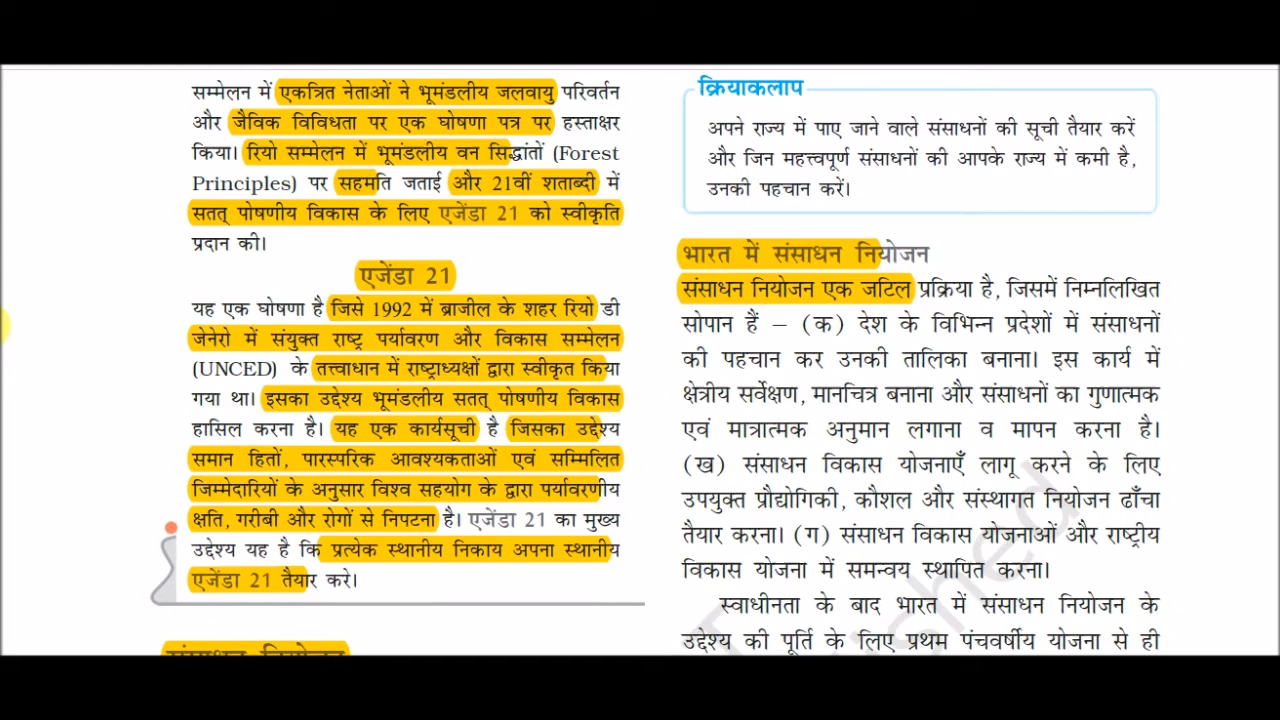 सम्मेलन में एकत्रित नेताओं ने भूमंडलीय जलवायु परिवर्तन
और जैविक विविधता पर एक घोषणा पत्र पर हस्ताक्षर
किया। रियो सम्मेलन में भूमंडलीय वन सिद्धांतों (Forest
Principles) पर सहमति जताई और 21वीं शताब्दी में
सतत् पोषणीय विकास के लिए एजेंडा 21 को स्वीकृति
प्रदान की।
एजेंडा 21
यह एक घोषणा है जिसे 1992 में ब्राजील के शहर रियो डी
जेनेरो में संयुक्त राष्ट्र पर्यावरण और विकास सम्मेलन
(UNCED) के तत्त्वाधान में राष्ट्राध्यक्षों द्वारा स्वीकृत किया
गया था। इसका उद्देश्य भूमंडलीय सतत् पोषणीय विकास
हासिल करना है। यह एक कार्यसूची है जिसका उद्देश्य
समान हितों, पारस्परिक आवश्यकताओं एवं सम्मिलित
जिम्मेदारियों के अनुसार विश्व सहयोग के द्वारा पर्यावरणीय
क्षति, गरीबी और रोगों से निपटना है। एजेंडा 21 का मुख्य
उद्देश्य यह है कि प्रत्येक स्थानीय निकाय अपना स्थानीय
एजेंडा 21 तैयार करे।
संसाधन नियोजन
क्रियाकलाप
अपने राज्य में पाए जाने वाले संसाधनों की सूची तैयार करें
और जिन महत्त्वपूर्ण संसाधनों की आपके राज्य में कमी है,
उनकी पहचान करें।
भारत में संसाधन नियोजन
संसाधन नियोजन एक जटिल प्रक्रिया है, जिसमें निम्नलिखित
सोपान हैं – (क) देश के विभिन्न प्रदेशों में संसाधनों
की पहचान कर उनकी तालिका बनाना। इस कार्य में
क्षेत्रीय सर्वेक्षण, मानचित्र बनाना और संसाधनों का गुणात्मक
एवं मात्रात्मक अनुमान लगाना व मापन करना है।
(ख) संसाधन विकास योजनाएँ लागू करने के लिए
उपयुक्त प्रौद्योगिकी, कौशल और संस्थागत नियोजन ढाँचा
तैयार करना। (ग) संसाधन विकास योजनाओं और राष्ट्रीय
विकास योजना में समन्वय स्थापित करना।
स्वाधीनता के बाद भारत में संसाधन नियोजन के
उद्देश्य की पूर्ति के लिए प्रथम पंचवर्षीय योजना से ही